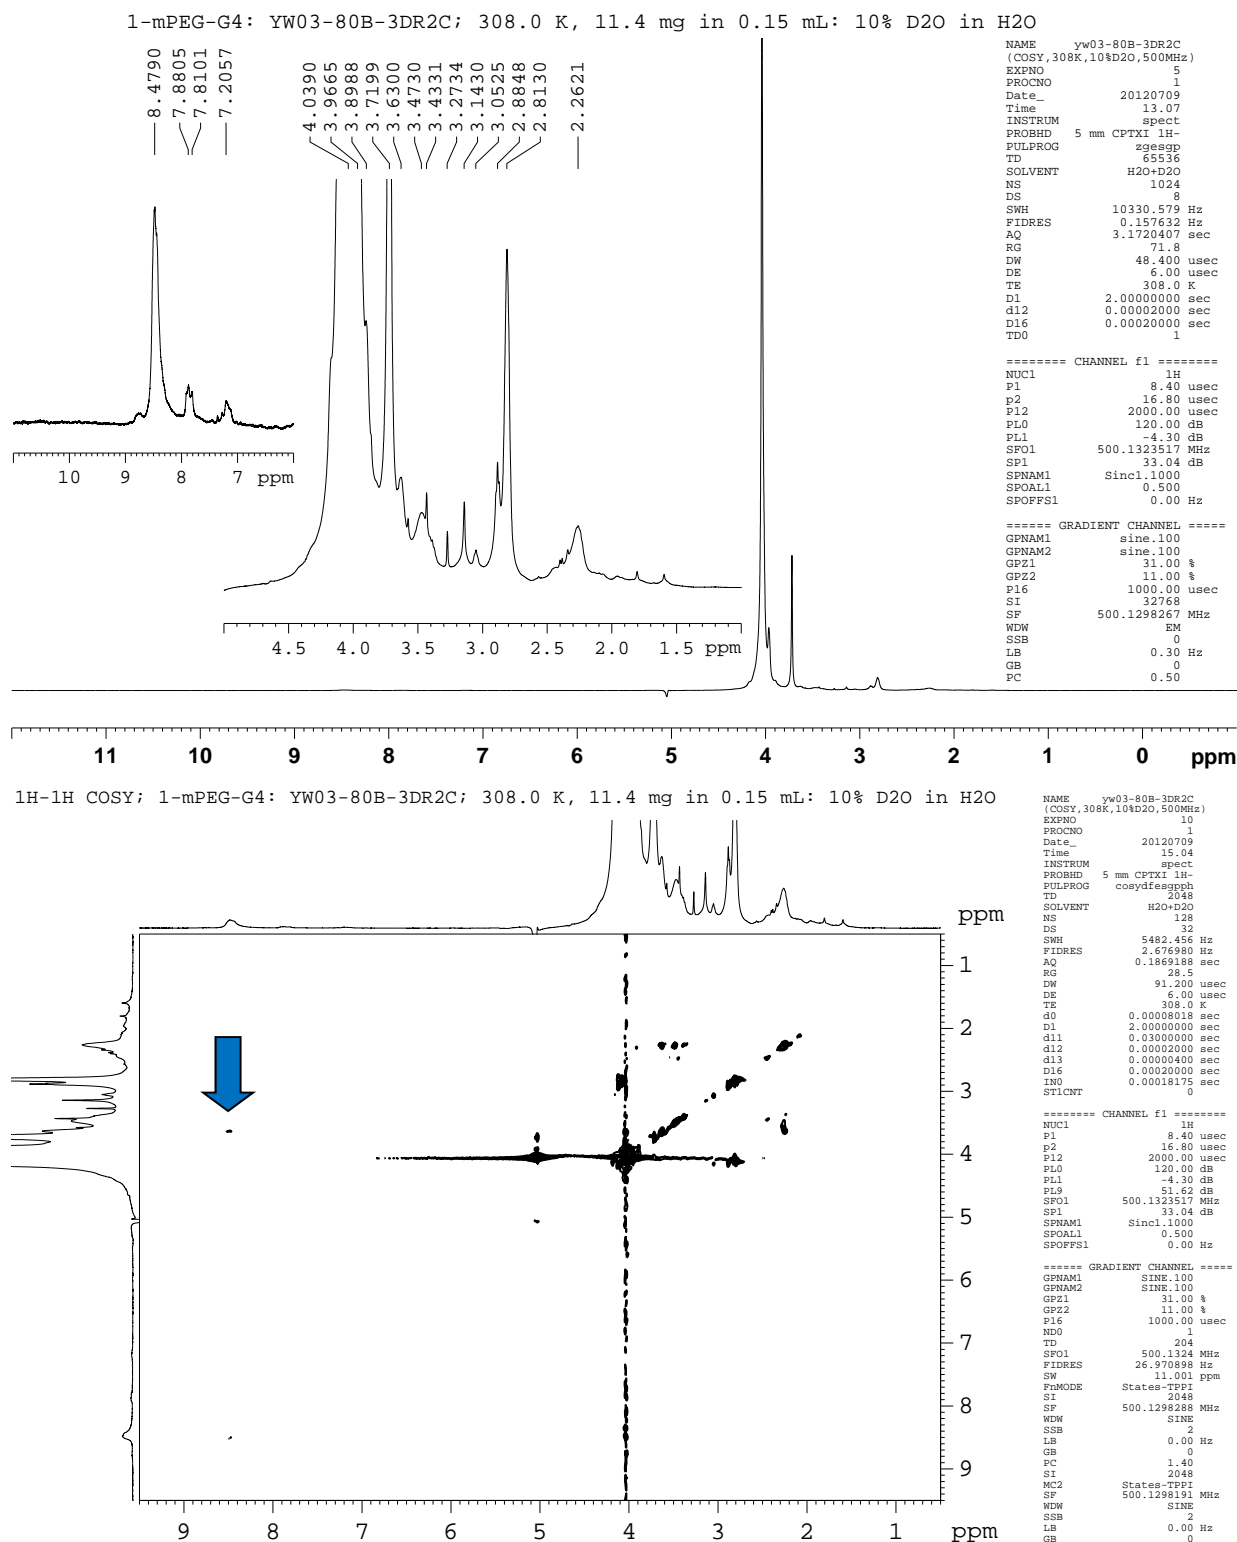 1-mPEG-G4: YW03-80B-3DR2C; 308.0 K, 11.4 mg in 0.15 mL: 10% D2O in H2O
8.4790
7.8805
7.8101
7.2057
4.0390
3.9665
3.8988
3.7199
3.6300
3.4730
3.4331
3.2734
3.1430
3.0525
2.8848
2.8130
2.2621
10 9 8 7 ppm
4.5 4.0 3.5 3.0 2.5 2.0 1.5 ppm
11 10 9 8 7 6 5 4 3 2 1 0 ppm
NAME yw03-80B-3DR2C
(COSY,308K,10%D2O,500MHz)
EXPNO 5
PROCNO 1
Date_ 20120709
Time 13.07
INSTRUM spect
PROBHD 5 mm CPTXI 1H-
PULPROG zgesgp
TD 65536
SOLVENT H2O+D2O
NS 1024
DS 8
SWH 10330.579 Hz
FIDRES 0.157632 Hz
AQ 3.1720407 sec
RG 71.8
DW 48.400 usec
DE 6.00 usec
TE 308.0 K
D1 2.00000000 sec
d12 0.00002000 sec
D16 0.00020000 sec
TD0 1
======== CHANNEL f1 ========
NUC1 1H
P1 8.40 usec
p2 16.80 usec
P12 2000.00 usec
PL0 120.00 dB
PL1 -4.30 dB
SFO1 500.1323517 MHz
SP1 33.04 dB
SPNAM1 Sinc1.1000
SPOAL1 0.500
SPOFFS1 0.00 Hz
====== GRADIENT CHANNEL =====
GPNAM1 sine.100
GPNAM2 sine.100
GPZ1 31.00 %
GPZ2 11.00 %
P16 1000.00 usec
SI 32768
SF 500.1298267 MHz
WDW EM
SSB 0
LB 0.30 Hz
GB 0
PC 0.50
1H-1H COSY; 1-mPEG-G4: YW03-80B-3DR2C; 308.0 K, 11.4 mg in 0.15 mL: 10% D2O in H2O
ppm
1
2
3
4
5
6
7
8
9
9 8 7 6 5 4 3 2 1 ppm
NAME yw03-80B-3DR2C
(COSY,308K,10%D2O,500MHz)
EXPNO 10
PROCNO 1
Date_ 20120709
Time 15.04
INSTRUM spect
PROBHD 5 mm CPTXI 1H-
PULPROG cosydfesgpph
TD 2048
SOLVENT H2O+D2O
NS 128
DS 32
SWH 5482.456 Hz
FIDRES 2.676980 Hz
AQ 0.1869188 sec
RG 28.5
DW 91.200 usec
DE 6.00 usec
TE 308.0 K
d0 0.00008018 sec
D1 2.00000000 sec
d11 0.03000000 sec
d12 0.00002000 sec
d13 0.00000400 sec
D16 0.00020000 sec
IN0 0.00018175 sec
ST1CNT 0
======== CHANNEL f1 ========
NUC1 1H
P1 8.40 usec
p2 16.80 usec
P12 2000.00 usec
PL0 120.00 dB
PL1 -4.30 dB
PL9 51.62 dB
SFO1 500.1323517 MHz
SP1 33.04 dB
SPNAM1 Sinc1.1000
SPOAL1 0.500
SPOFFS1 0.00 Hz
====== GRADIENT CHANNEL =====
GPNAM1 SINE.100
GPNAM2 SINE.100
GPZ1 31.00 %
GPZ2 11.00 %
P16 1000.00 usec
ND0 1
TD 204
SFO1 500.1324 MHz
FIDRES 26.970898 Hz
SW 11.001 ppm
FnMODE States-TPPI
SI 2048
SF 500.1298288 MHz
WDW SINE
SSB 2
LB 0.00 Hz
GB 0
PC 1.40
SI 2048
MC2 States-TPPI
SF 500.1298191 MHz
WDW SINE
SSB 2
LB 0.00 Hz
GB 0